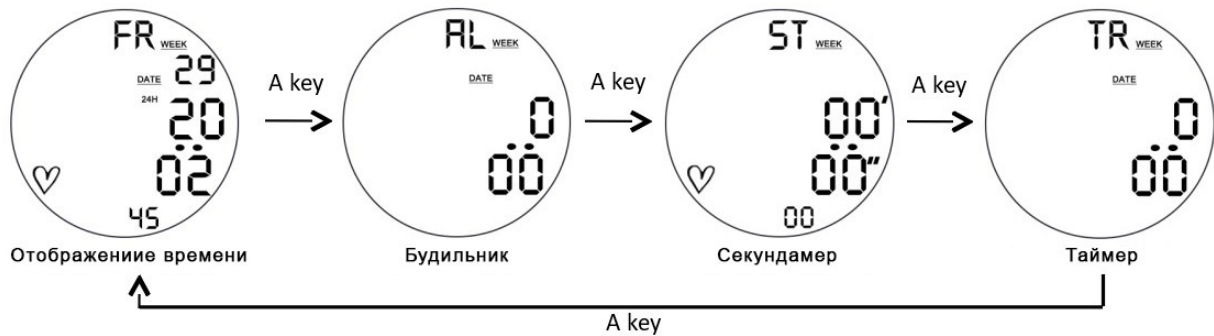 FR WEEK
DATE 29
24H 20
02
45
Отображениие времени
A key
AL WEEK
DATE
0
00
Будильник
A key
ST WEEK
00'
00"
00
Секундамер
A key
TR WEEK
DATE
0
00
Таймер
A key